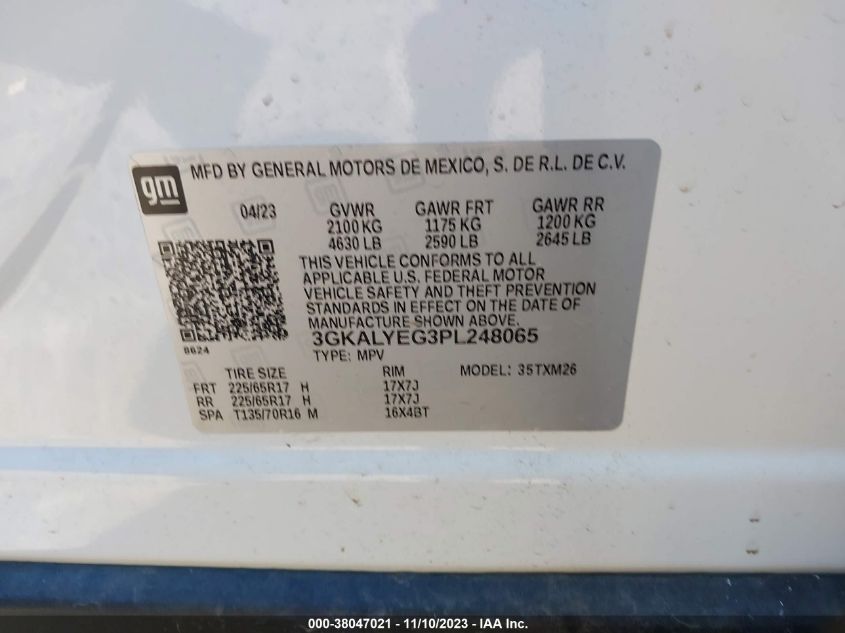 gm
MFD BY GENERAL MOTORS DE MEXICO, S. DE R.L. DE C.V.
04/23 GVWR GAWR FRT GAWR RR
2100 KG 1175 KG 1200 KG
4630 LB 2590 LB 2645 LB
THIS VEHICLE CONFORMS TO ALL
APPLICABLE U.S. FEDERAL MOTOR
VEHICLE SAFETY AND THEFT PREVENTION
STANDARDS IN EFFECT ON THE DATE OF
MANUFACTURE SHOWN ABOVE.
3GKALYEG3PL248065
8624 TYPE: MPV
TIRE SIZE RIM MODEL: 35TXM26
FRT 225/65R17 H 17X7J
RR 225/65R17 H 17X7J
SPA T135/70R16 M 16X4BT
000-38047021 - 11/10/2023 - IAA Inc.